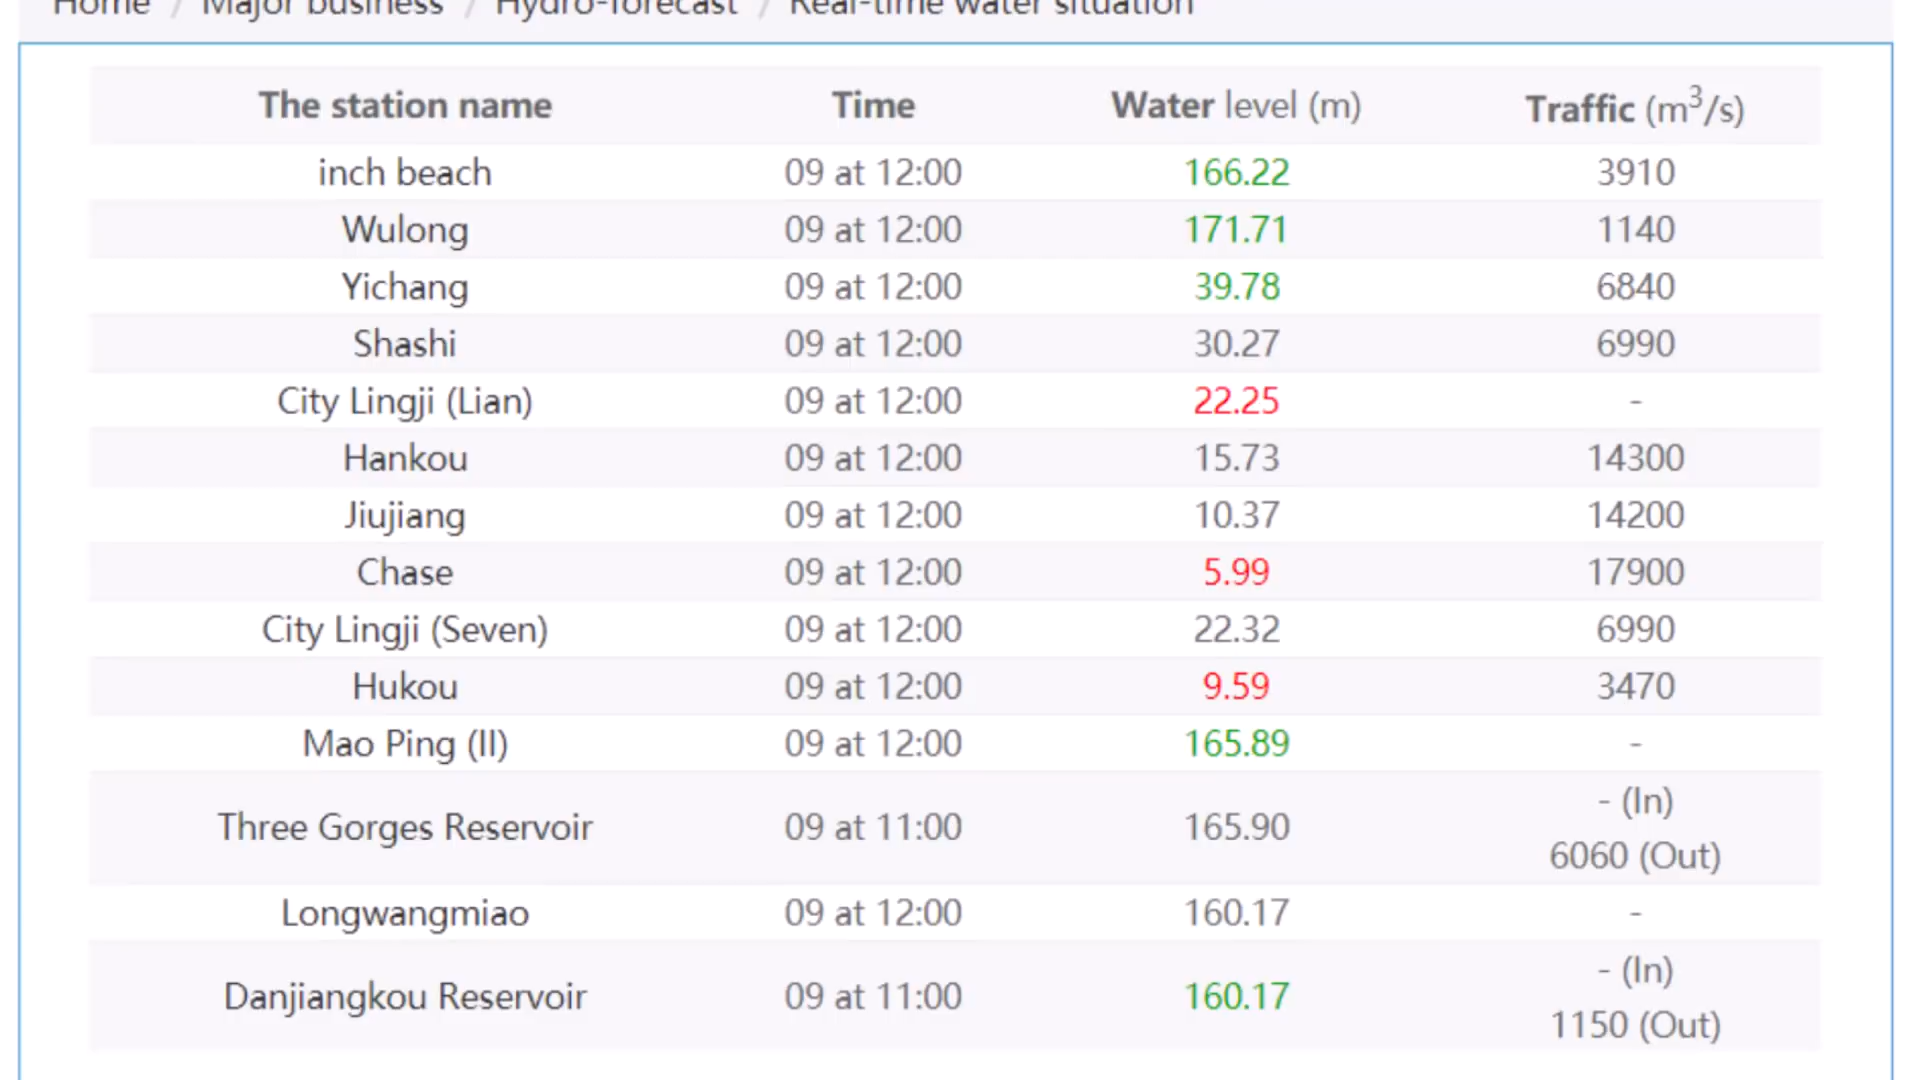 Home / Major business / Hydro-forecast / Real-time water situation
The station name Time Water level (m) Traffic (m³/s)
inch beach 09 at 12:00 166.22 3910
Wulong 09 at 12:00 171.71 1140
Yichang 09 at 12:00 39.78 6840
Shashi 09 at 12:00 30.27 6990
City Lingji (Lian) 09 at 12:00 22.25 -
Hankou 09 at 12:00 15.73 14300
Jiujiang 09 at 12:00 10.37 14200
Chase 09 at 12:00 5.99 17900
City Lingji (Seven) 09 at 12:00 22.32 6990
Hukou 09 at 12:00 9.59 3470
Mao Ping (II) 09 at 12:00 165.89 -
Three Gorges Reservoir 09 at 11:00 165.90 - (In)
6060 (Out)
Longwangmiao 09 at 12:00 160.17 -
Danjiangkou Reservoir 09 at 11:00 160.17 - (In)
1150 (Out)